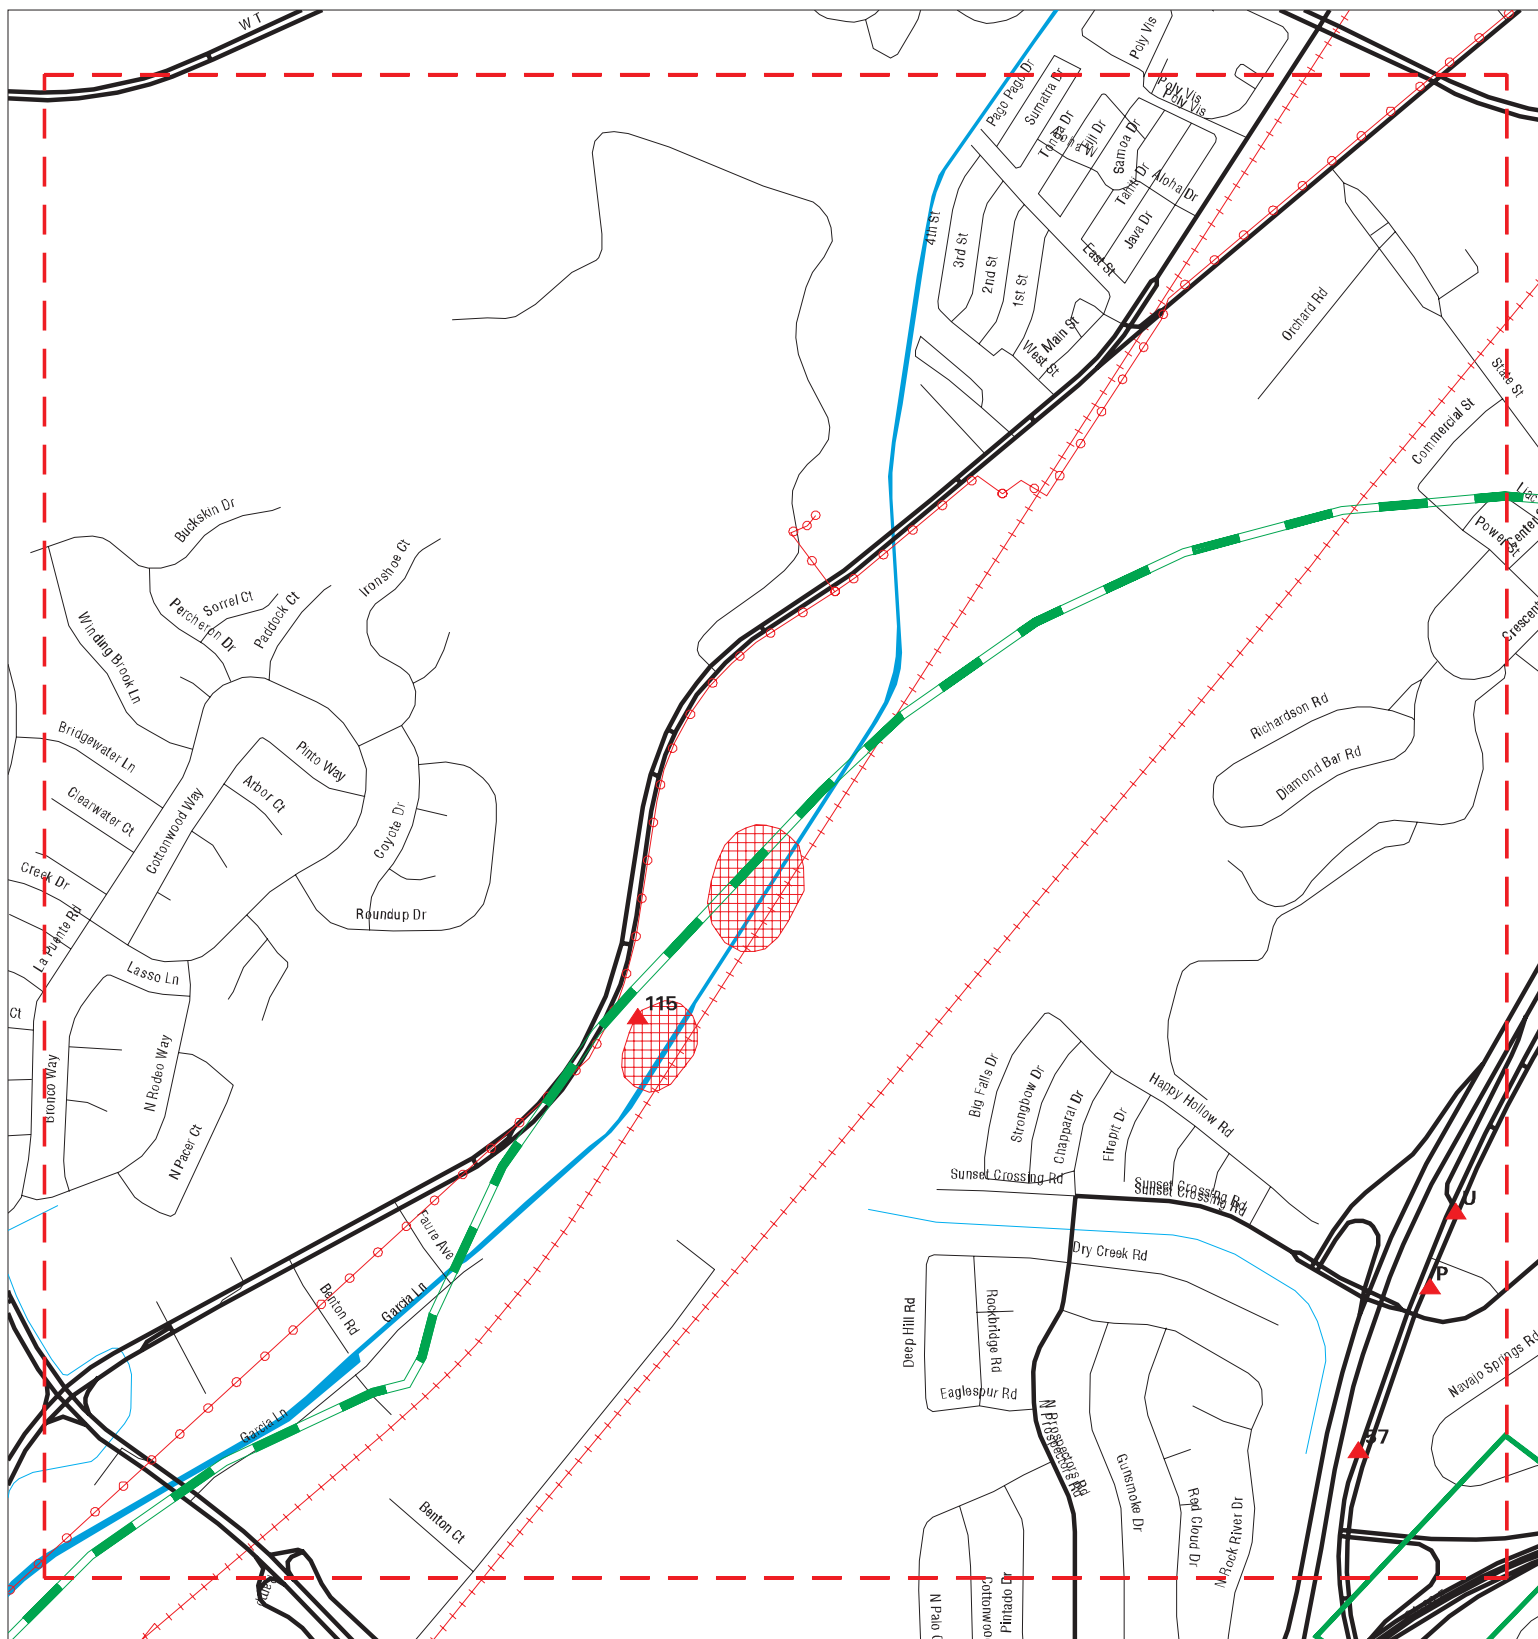 W T
Poly Vis
Pago Pago Dr
Sumatra Dr
Poly Vis
Poly Vis
Tonga Dr
Fiji Dr
Samoa Dr
Tahiti Dr
Aloha Dr
Java Dr
4th St
3rd St
2nd St
1st St
East St
Main St
West St
Orchard Rd
State St
Commercial St
Power St
Center
Crescent
Buckskin Dr
Ironshoe Ct
Sorrel Ct
Percheron Dr
Paddock Ct
Winding Brook Ln
Bridgewater Ln
Pinto Way
Arbor Ct
Clearwater Ct
Cottonwood Way
Coyote Dr
Creek Dr
La Puente Rd
Roundup Dr
Lasso Ln
Ct
Bronco Way
N Rodeo Way
N Pacer Ct
Richardson Rd
Diamond Bar Rd
115
Big Falls Dr
Strongbow Dr
Chapparal Dr
Firepit Dr
Happy Hollow Rd
Sunset Crossing Rd
Sunset Crossing Rd
Sunset Crossing Rd
U
Faure Ave
Dry Creek Rd
P
Benton Rd
Garcia Ln
Deep Hill Rd
Rockbridge Rd
Eaglespur Rd
Navajo Springs Rd
Garcia Ln
N Prospectors Rd
N Prospectors Rd
57
Gunsmoke Dr
Red Cloud Dr
N Rock River Dr
Benton Ct
Ramp
N Palo C
Cottonwoo
Pintado Dr